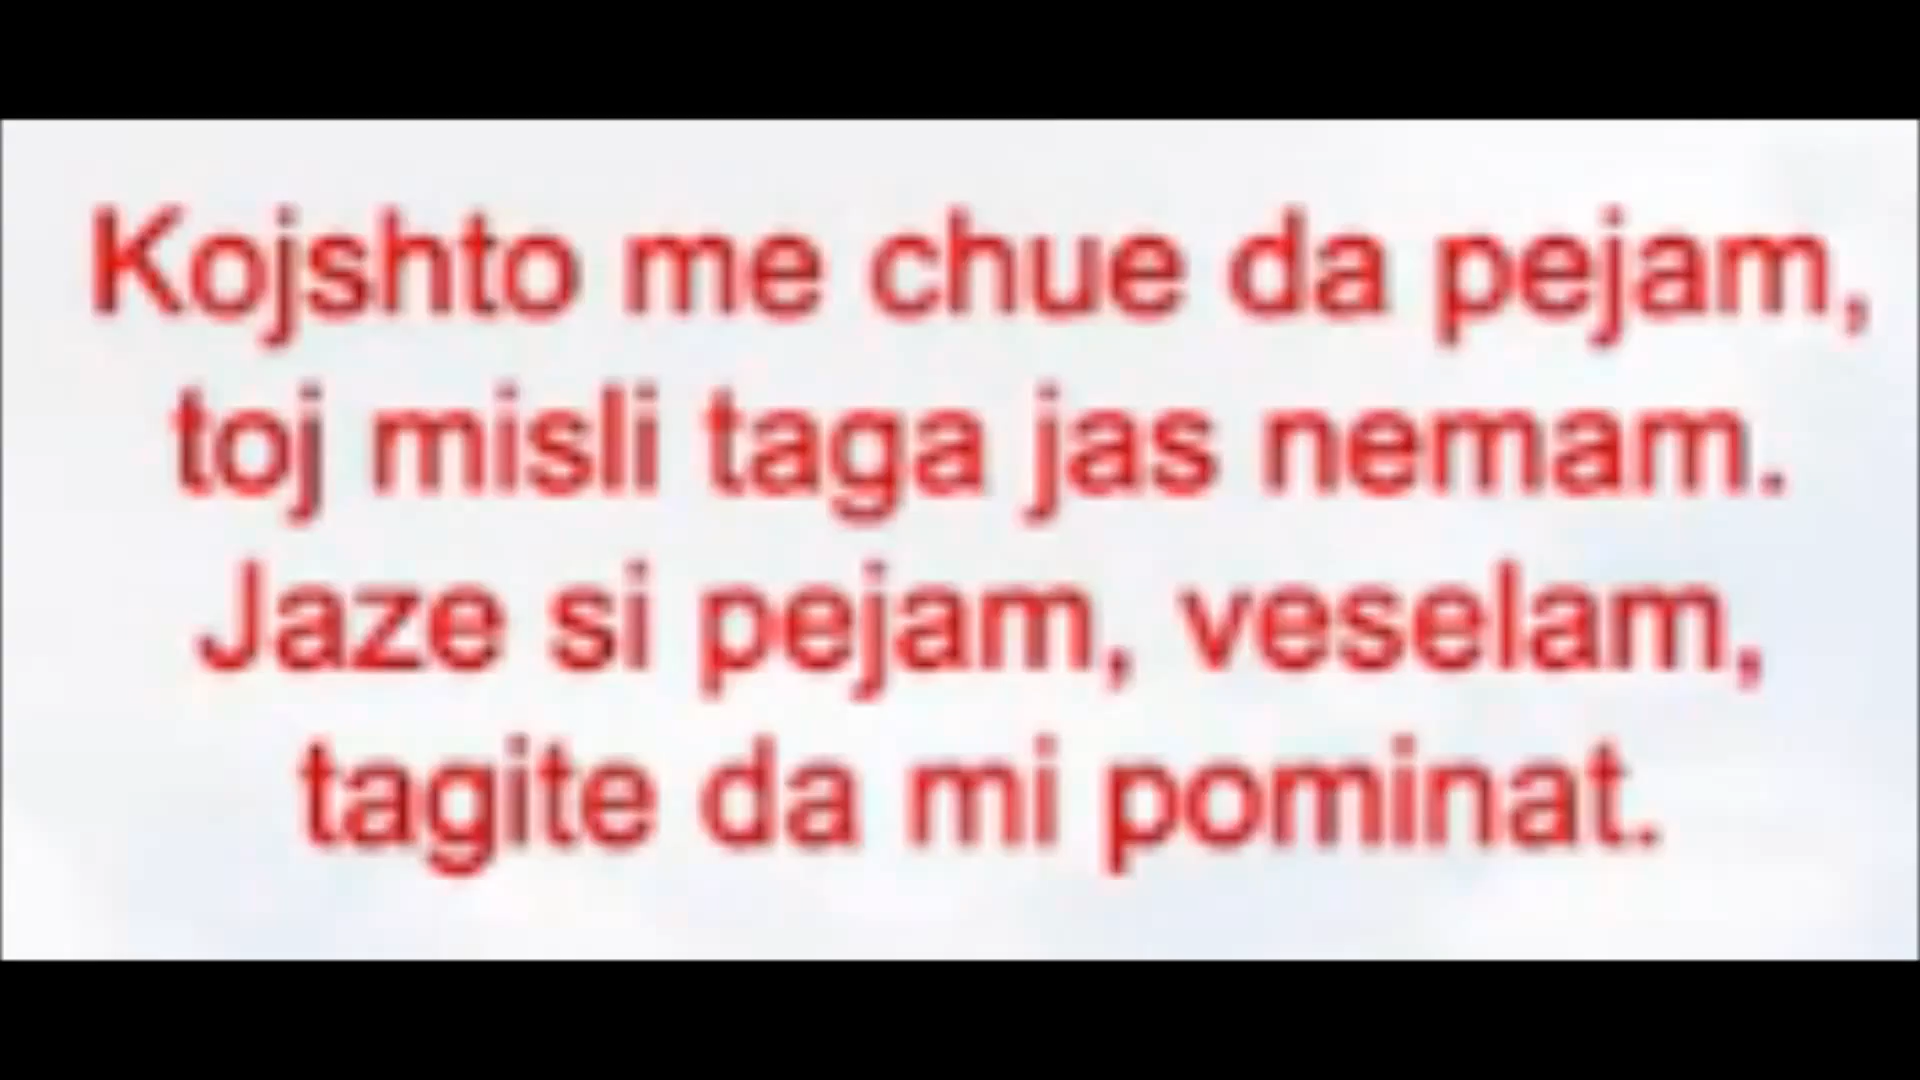 Kojshto me chue da pejam,
toj misli taga jas nemam.
Jaze si pejam, veselam,
tagite da mi pominat.